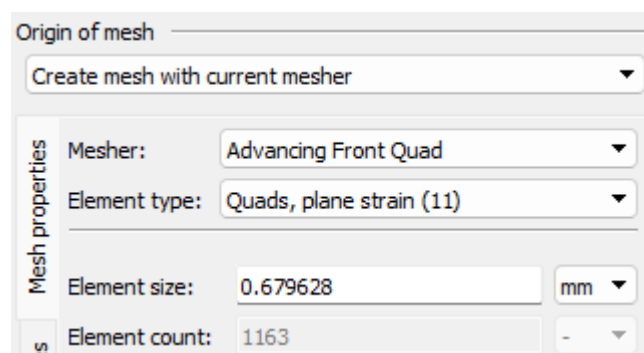 Origin of mesh
Create mesh with current mesher
Mesh properties
Mesher: Advancing Front Quad
Element type: Quads, plane strain (11)
Element size: 0.679628 mm
Element count: 1163 -